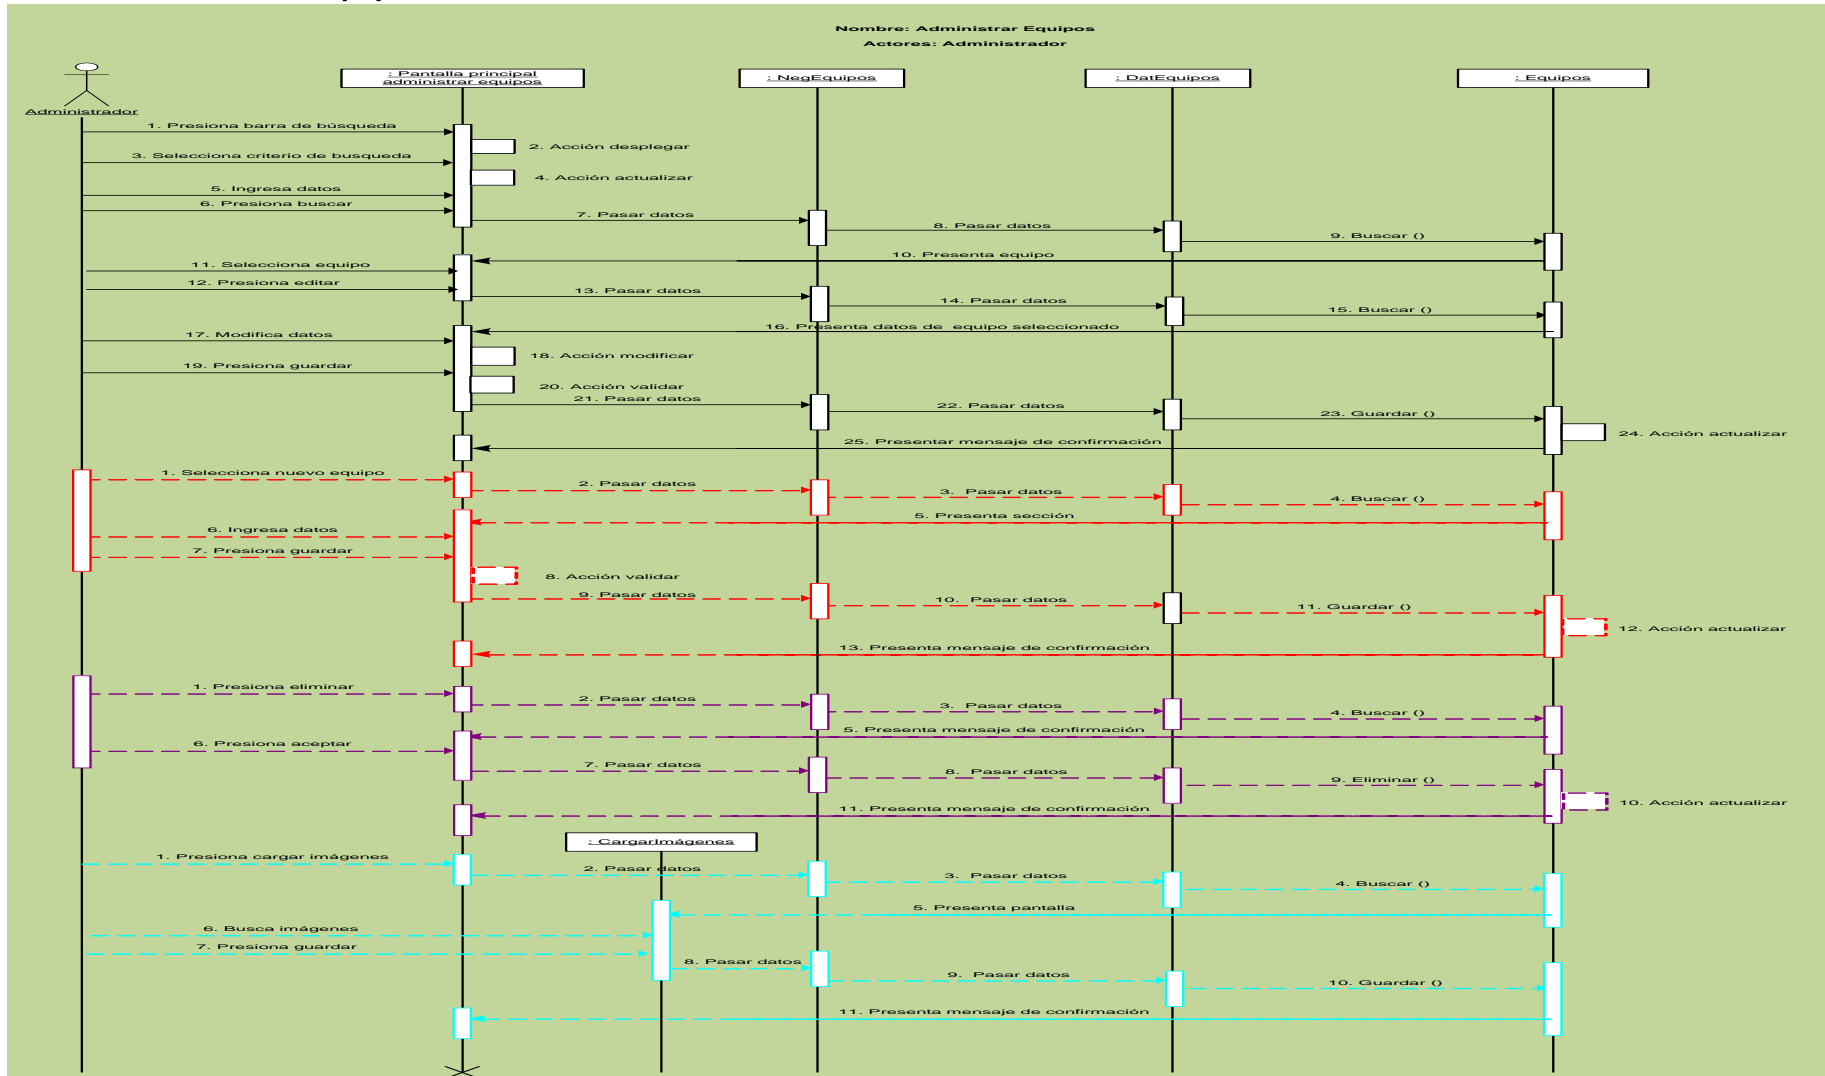 Nombre: Administrar Equipos
Actores: Administrador
: Pantalla principal
administrar equipos
: NegEquipos
: DatEquipos
: Equipos
Administrador
1. Presiona barra de búsqueda
2. Acción desplegar
3. Selecciona criterio de busqueda
4. Acción actualizar
5. Ingresa datos
6. Presiona buscar
7. Pasar datos
8. Pasar datos
9. Buscar ()
10. Presenta equipo
11. Selecciona equipo
12. Presiona editar
13. Pasar datos
14. Pasar datos
15. Buscar ()
16. Presenta datos de equipo seleccionado
17. Modifica datos
18. Acción modificar
19. Presiona guardar
20. Acción validar
21. Pasar datos
22. Pasar datos
23. Guardar ()
24. Acción actualizar
25. Presentar mensaje de confirmación
1. Selecciona nuevo equipo
2. Pasar datos
3. Pasar datos
4. Buscar ()
5. Presenta sección
6. Ingresa datos
7. Presiona guardar
8. Acción validar
9. Pasar datos
10. Pasar datos
11. Guardar ()
12. Acción actualizar
13. Presenta mensaje de confirmación
1. Presiona eliminar
2. Pasar datos
3. Pasar datos
4. Buscar ()
5. Presenta mensaje de confirmación
6. Presiona aceptar
7. Pasar datos
8. Pasar datos
9. Eliminar ()
10. Acción actualizar
11. Presenta mensaje de confirmación
: CargarImágenes
1. Presiona cargar imágenes
2. Pasar datos
3. Pasar datos
4. Buscar ()
5. Presenta pantalla
6. Busca imágenes
7. Presiona guardar
8. Pasar datos
9. Pasar datos
10. Guardar ()
11. Presenta mensaje de confirmación